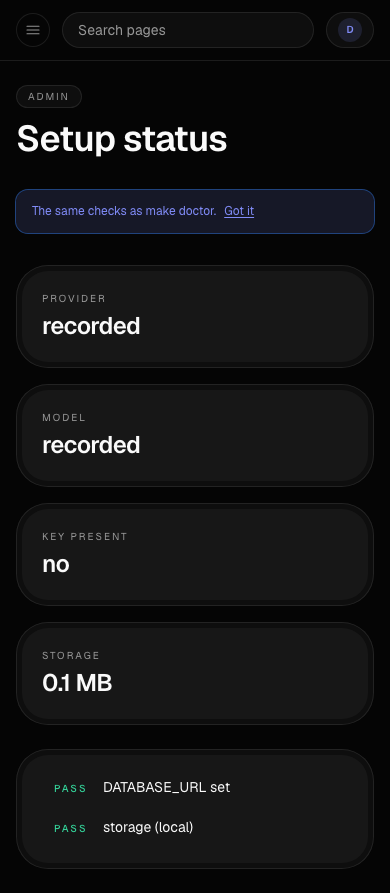 Search pages
D
ADMIN
Setup status
The same checks as make doctor. Got it
PROVIDER
recorded
MODEL
recorded
KEY PRESENT
no
STORAGE
0.1 MB
PASS DATABASE_URL set
PASS storage (local)